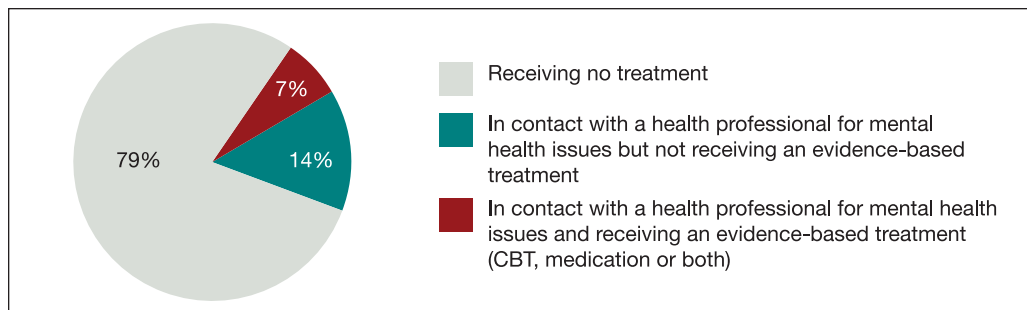 7%
79%
14%
Receiving no treatment
In contact with a health professional for mental
health issues but not receiving an evidence-based
treatment
In contact with a health professional for mental health
issues and receiving an evidence-based treatment
(CBT, medication or both)